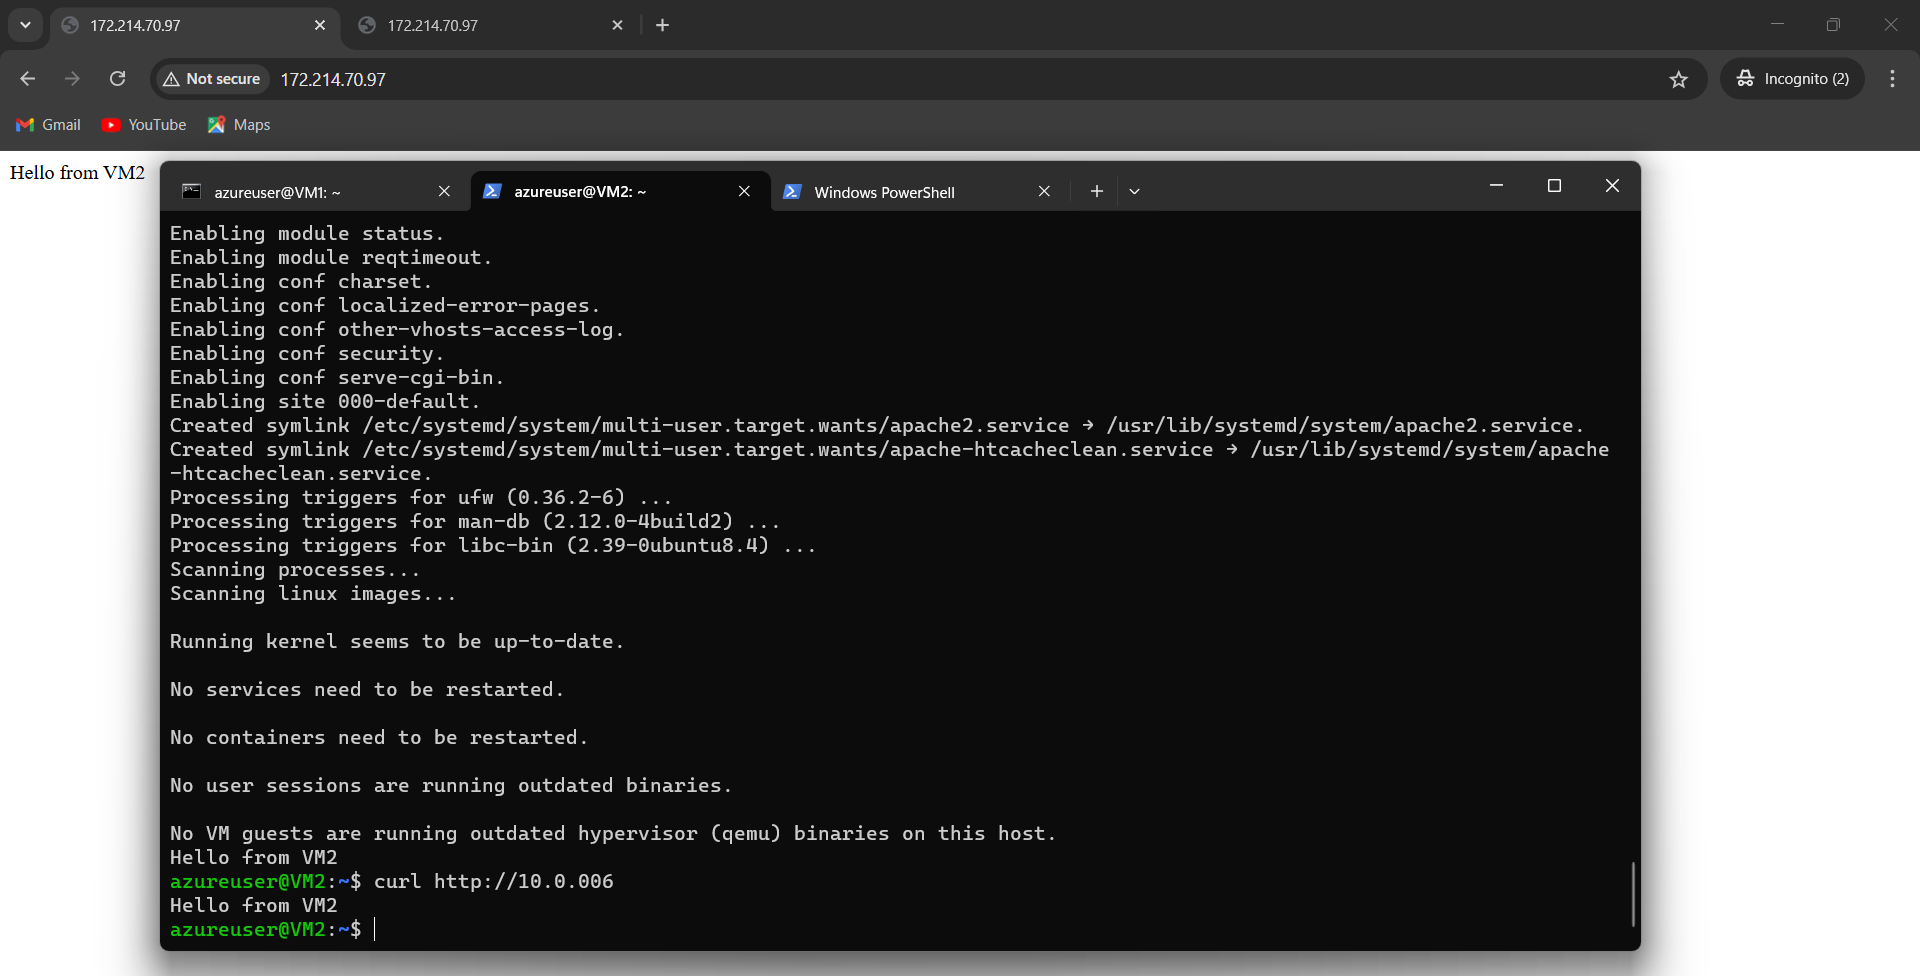 172.214.70.97
172.214.70.97
Not secure
172.214.70.97
Incognito (2)
Gmail
YouTube
Maps
Hello from VM2
azureuser@VM1: ~
azureuser@VM2: ~
Windows PowerShell
Enabling module status.
Enabling module reqtimeout.
Enabling conf charset.
Enabling conf localized-error-pages.
Enabling conf other-vhosts-access-log.
Enabling conf security.
Enabling conf serve-cgi-bin.
Enabling site 000-default.
Created symlink /etc/systemd/system/multi-user.target.wants/apache2.service → /usr/lib/systemd/system/apache2.service.
Created symlink /etc/systemd/system/multi-user.target.wants/apache-htcacheclean.service → /usr/lib/systemd/system/apache
-htcacheclean.service.
Processing triggers for ufw (0.36.2-6) ...
Processing triggers for man-db (2.12.0-4build2) ...
Processing triggers for libc-bin (2.39-0ubuntu8.4) ...
Scanning processes...
Scanning linux images...
Running kernel seems to be up-to-date.
No services need to be restarted.
No containers need to be restarted.
No user sessions are running outdated binaries.
No VM guests are running outdated hypervisor (qemu) binaries on this host.
Hello from VM2
azureuser@VM2:~$ curl http://10.0.006
Hello from VM2
azureuser@VM2:~$